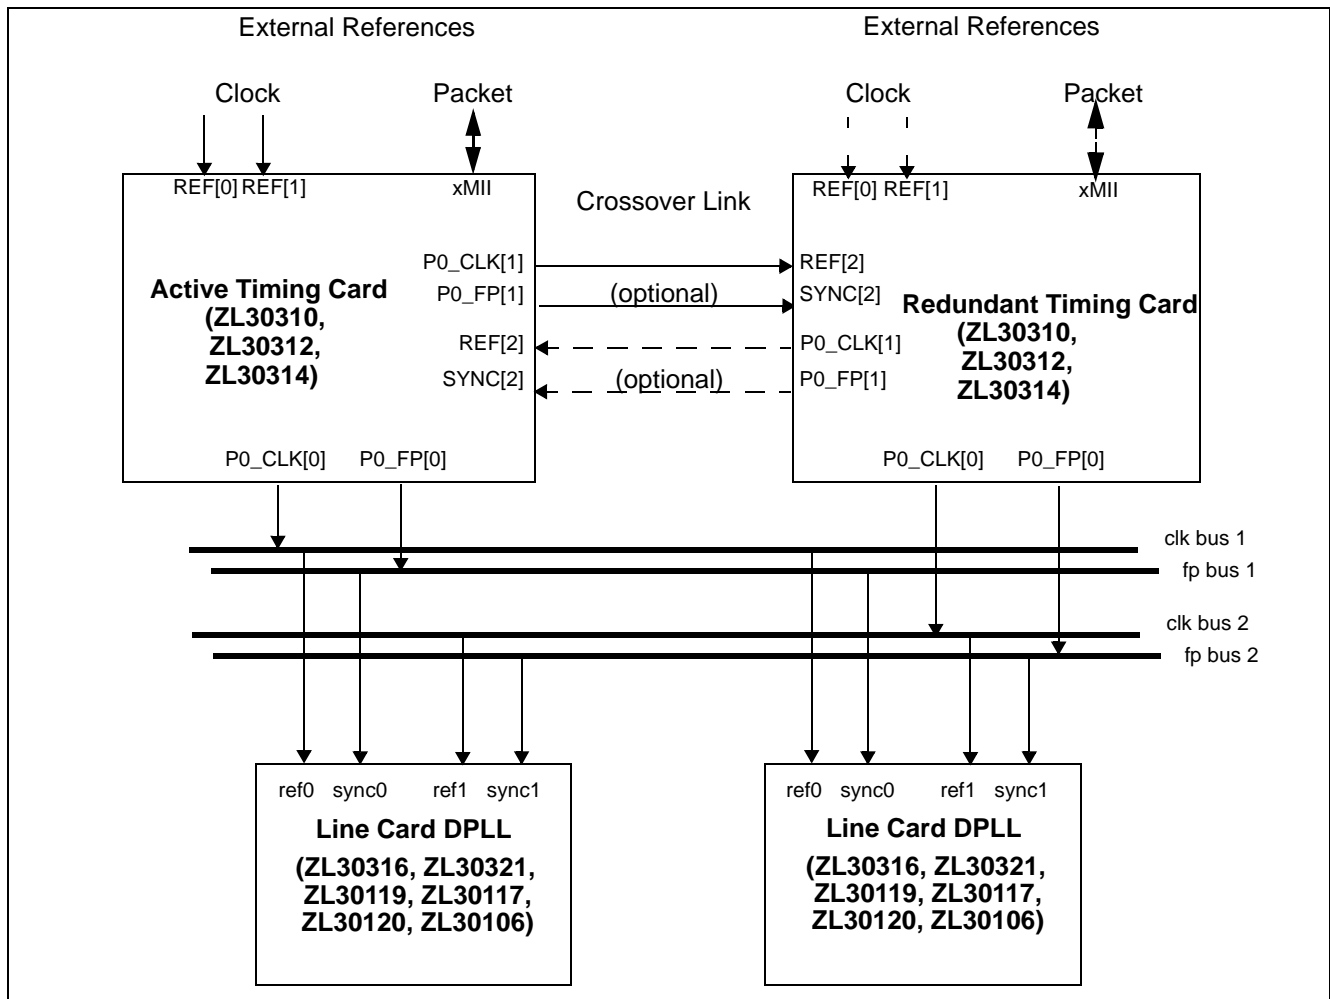 External References
External References
Clock
Packet
Clock
Packet
REF[0] REF[1]
xMII
REF[0] REF[1]
xMII
Crossover Link
P0_CLK[1]
REF[2]
P0_FP[1]
(optional)
SYNC[2]
Active Timing Card
(ZL30310,
ZL30312,
ZL30314)
Redundant Timing Card
(ZL30310,
ZL30312,
ZL30314)
REF[2]
P0_CLK[1]
SYNC[2]
(optional)
P0_FP[1]
P0_CLK[0]
P0_FP[0]
P0_CLK[0]
P0_FP[0]
clk bus 1
fp bus 1
clk bus 2
fp bus 2
ref0 sync0 ref1 sync1
Line Card DPLL
(ZL30316, ZL30321,
ZL30119, ZL30117,
ZL30120, ZL30106)
ref0 sync0 ref1 sync1
Line Card DPLL
(ZL30316, ZL30321,
ZL30119, ZL30117,
ZL30120, ZL30106)